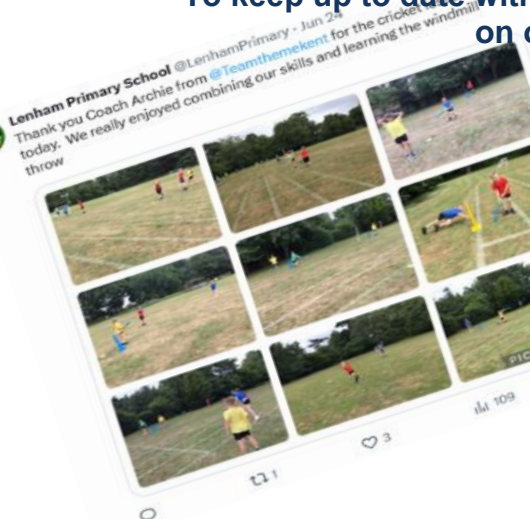 To keep up to date with
on
Lenham Primary School @LenhamPrimary · Jun 24
Thank you Coach Archie from @Teamthemekent for the cricket
today. We really enjoyed combining our skills and learning the windmill
throw
PIC
1
3
109